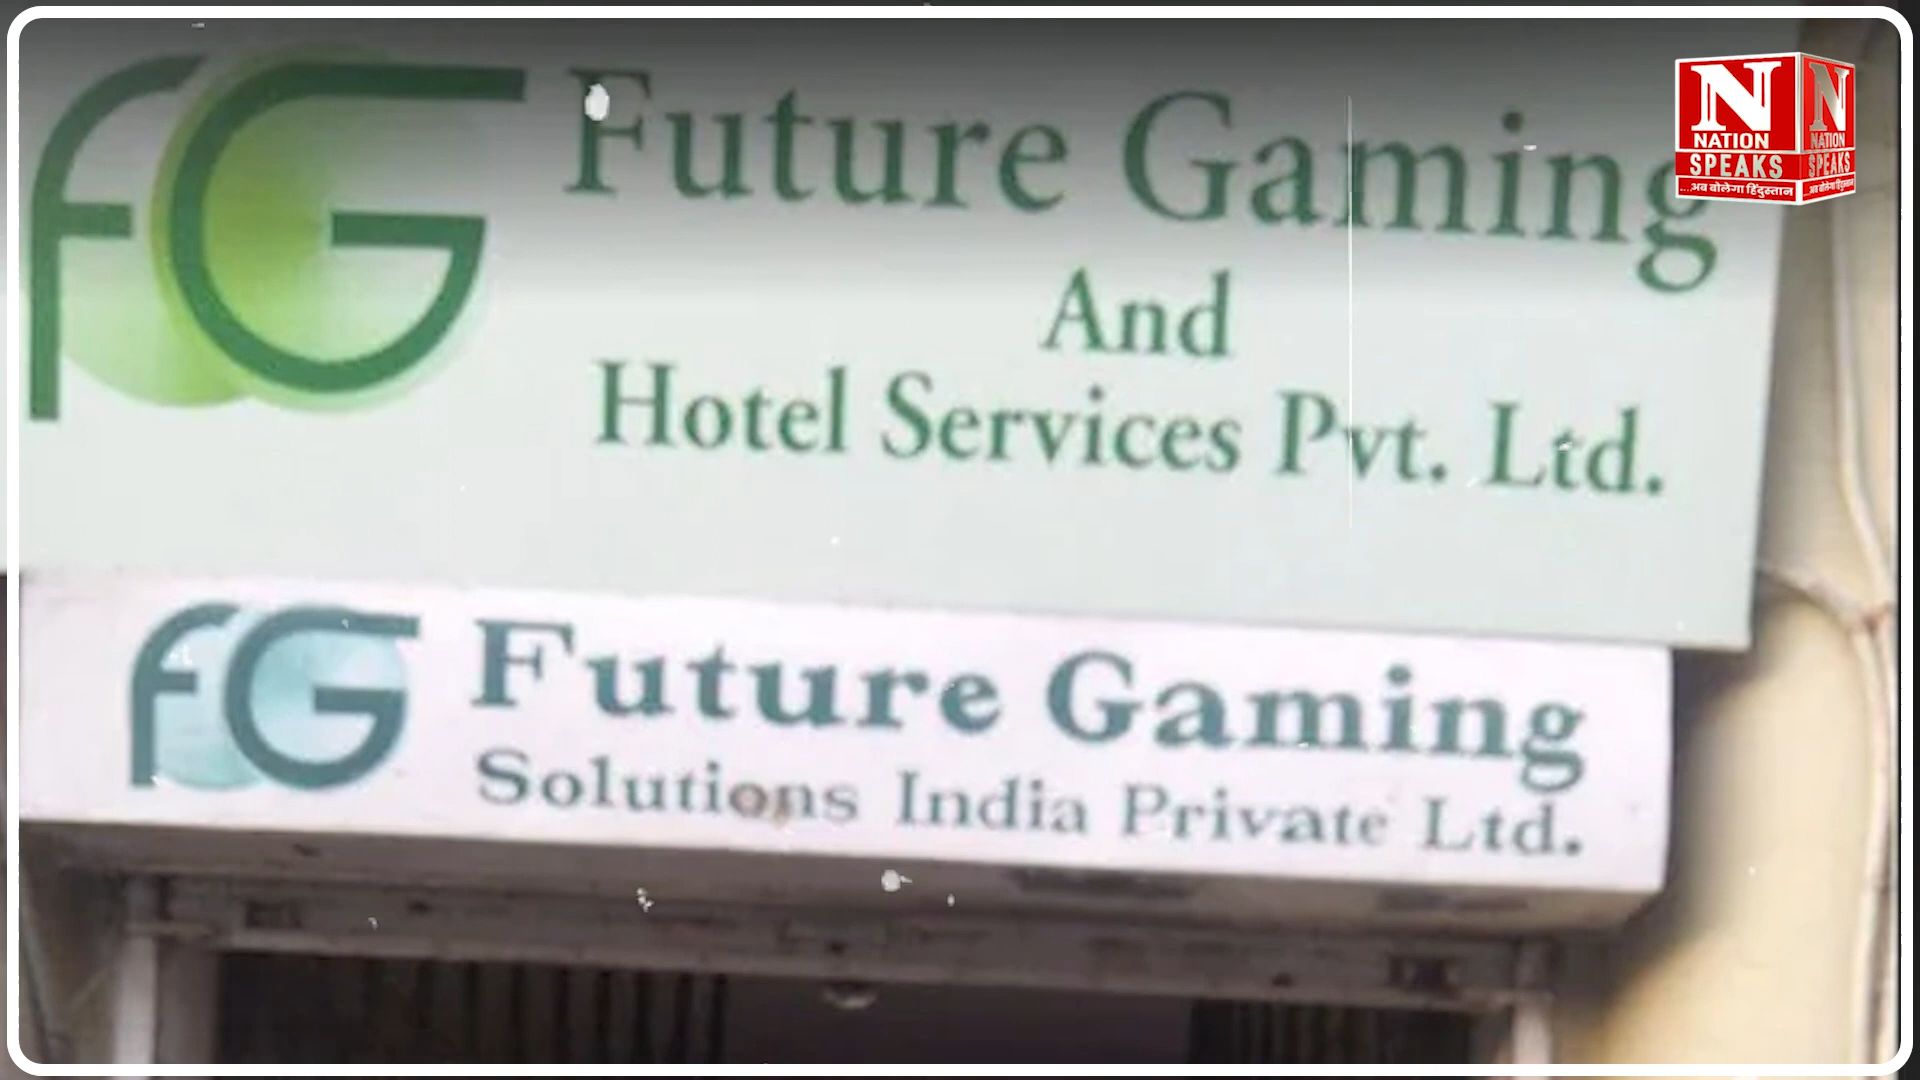 FG
Future Gaming
And
Hotel Services Pvt. Ltd.
FG
Future Gaming
Solutions India Private Ltd.
N
NATION
SPEAKS
....अब बोलेगा हिंदुस्तान
N
NATION
SPEAKS
...अब बोलेगा हिंदुस्तान